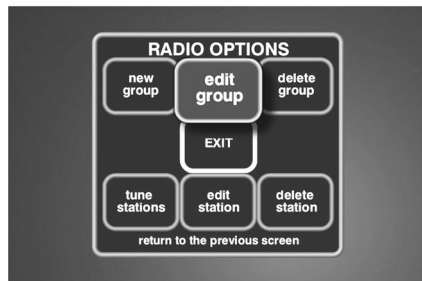 RADIO OPTIONS
new
group
edit
group
delete
group
EXIT
tune
stations
edit
station
delete
station
return to the previous screen